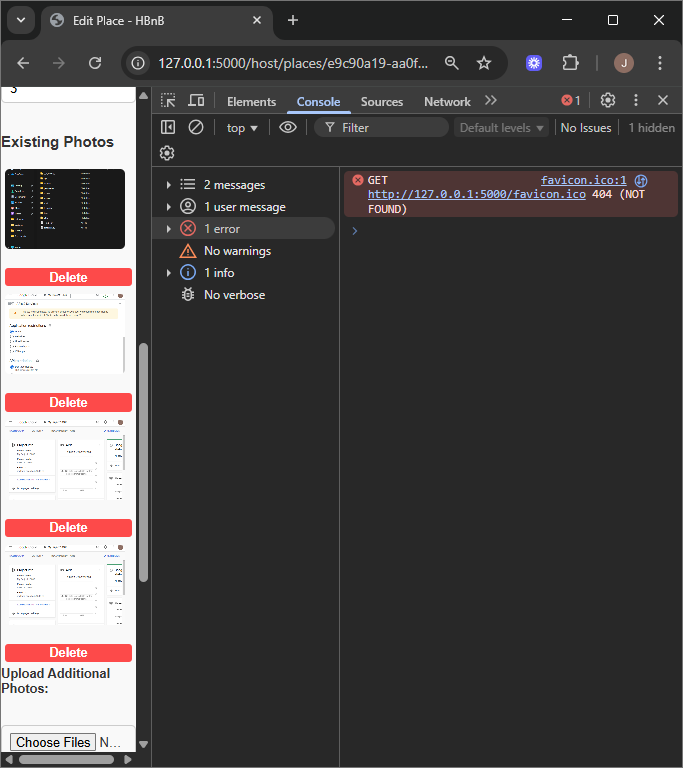 Edit Place - HBnB
127.0.0.1:5000/host/places/e9c90a19-aa0f...
J
3
Existing Photos
Delete
Delete
Delete
Delete
Upload Additional
Photos:
Choose Files N...
Elements
Console
Sources
Network
1
top
Filter
Default levels
No Issues
1 hidden
2 messages
1 user message
1 error
No warnings
1 info
No verbose
GET favicon.ico:1
http://127.0.0.1:5000/favicon.ico 404 (NOT
FOUND)